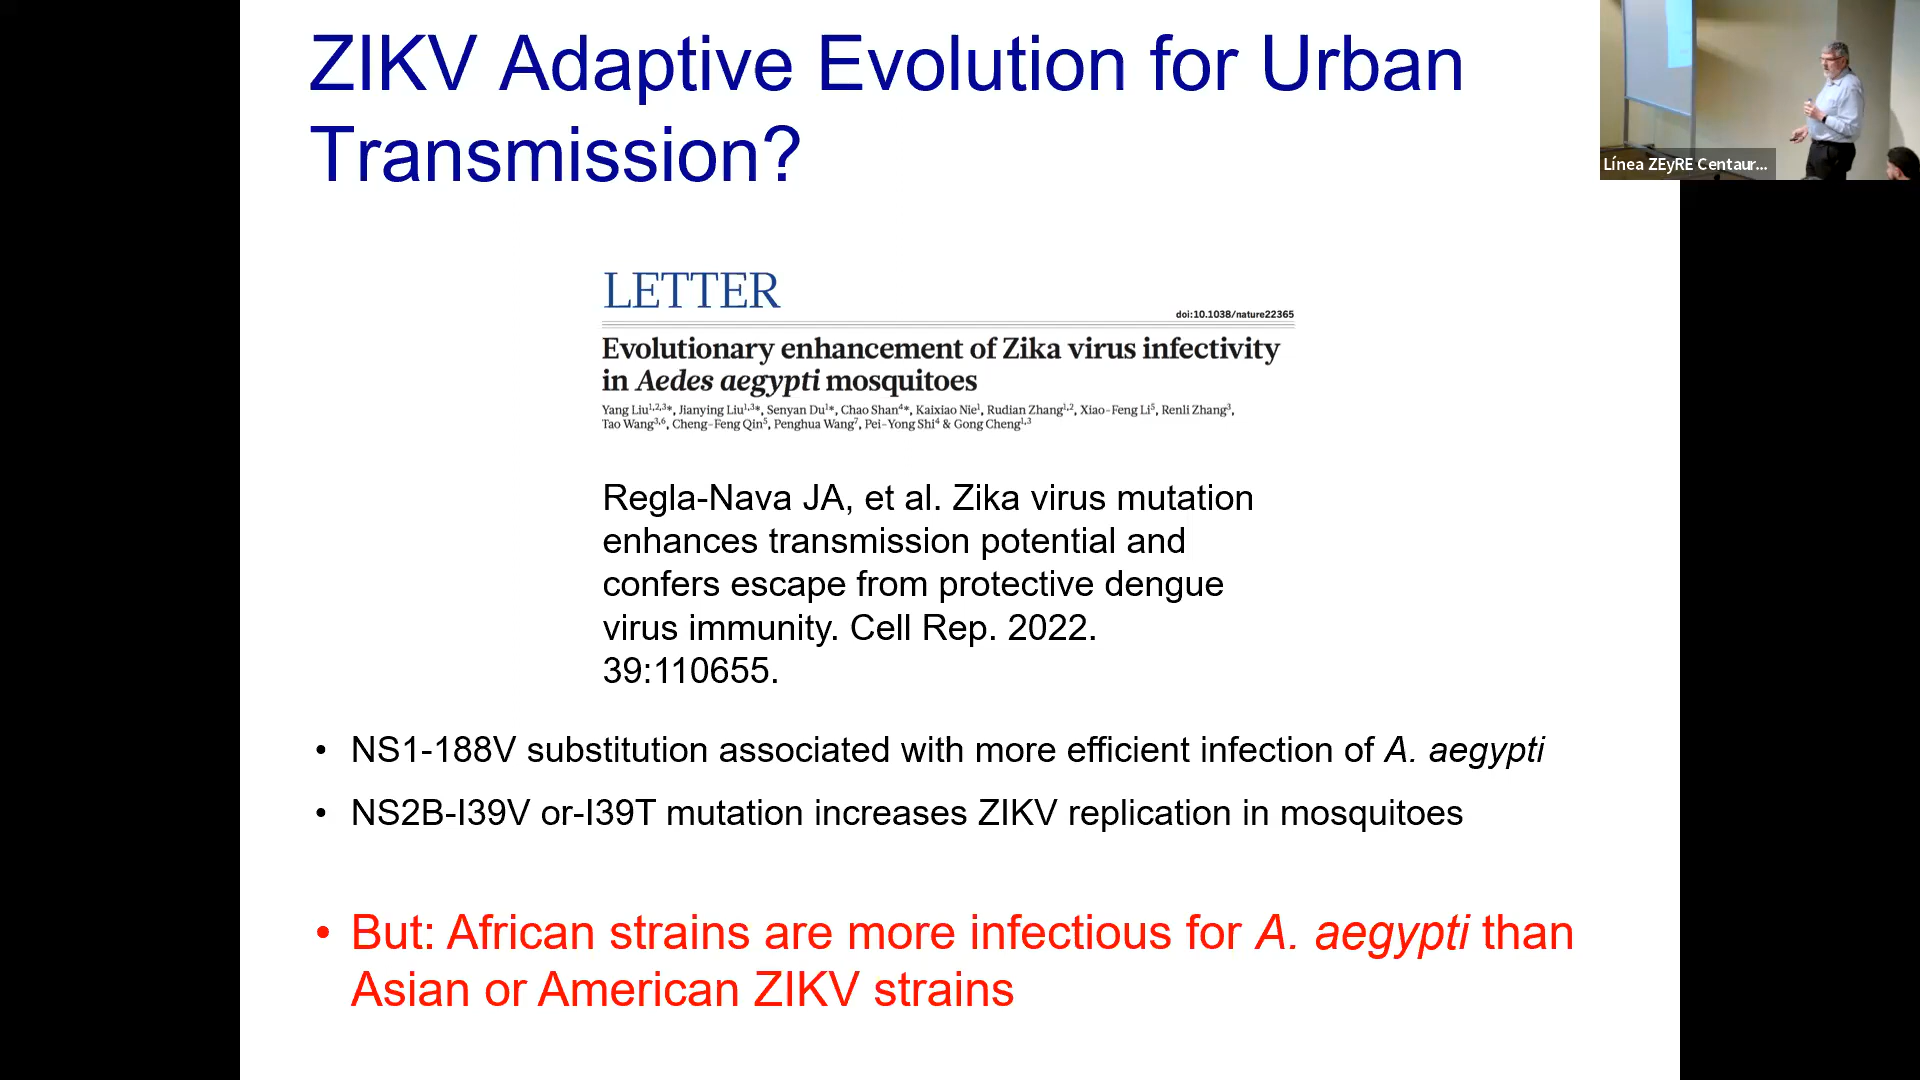 ZIKV Adaptive Evolution for Urban
Transmission?
Línea ZEyRE Centaur...
LETTER
doi:10.1038/nature22365
Evolutionary enhancement of Zika virus infectivity
in Aedes aegypti mosquitoes
Yang Liu1,2,3*, Jianying Liu1,3*, Senyan Du1*, Chao Shan4*, Kaixiao Nie1, Rudian Zhang1,2, Xiao-Feng Li5, Renli Zhang3,
Tao Wang3,6, Cheng-Feng Qin5, Penghua Wang7, Pei-Yong Shi4 & Gong Cheng1,3
Regla-Nava JA, et al. Zika virus mutation
enhances transmission potential and
confers escape from protective dengue
virus immunity. Cell Rep. 2022.
39:110655.
• NS1-188V substitution associated with more efficient infection of A. aegypti
• NS2B-I39V or-I39T mutation increases ZIKV replication in mosquitoes
• But: African strains are more infectious for A. aegypti than
Asian or American ZIKV strains